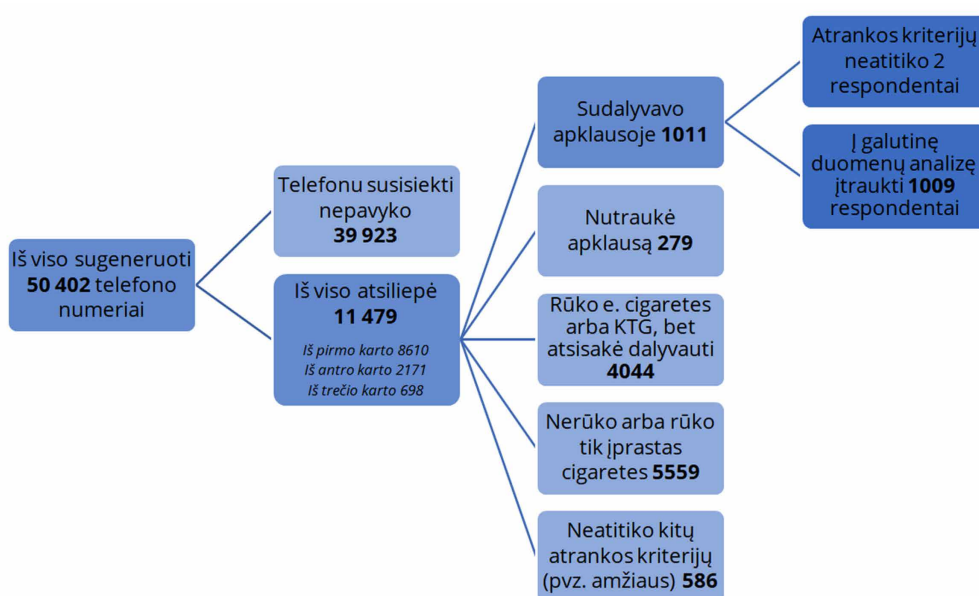 Iš viso sugeneruoti
50 402 telefono
numeriai
Telefonu susisiekti
nepavyko
39 923
Iš viso atsiliepė
11 479
Iš pirmo karto 8610
Iš antro karto 2171
Iš trečio karto 698
Sudalyvavo
apklausoje 1011
Nutraukė
apklausą 279
Rūko e. cigaretes
arba KTG, bet
atsisakė dalyvauti
4044
Nerūko arba rūko
tik įprastas
cigaretes 5559
Neatitiko kitų
atrankos kriterijų
(pvz. amžiaus) 586
Atrankos kriterijų
neatitiko 2
respondentai
Į galutinę
duomenų analizę
įtraukti 1009
respondentai